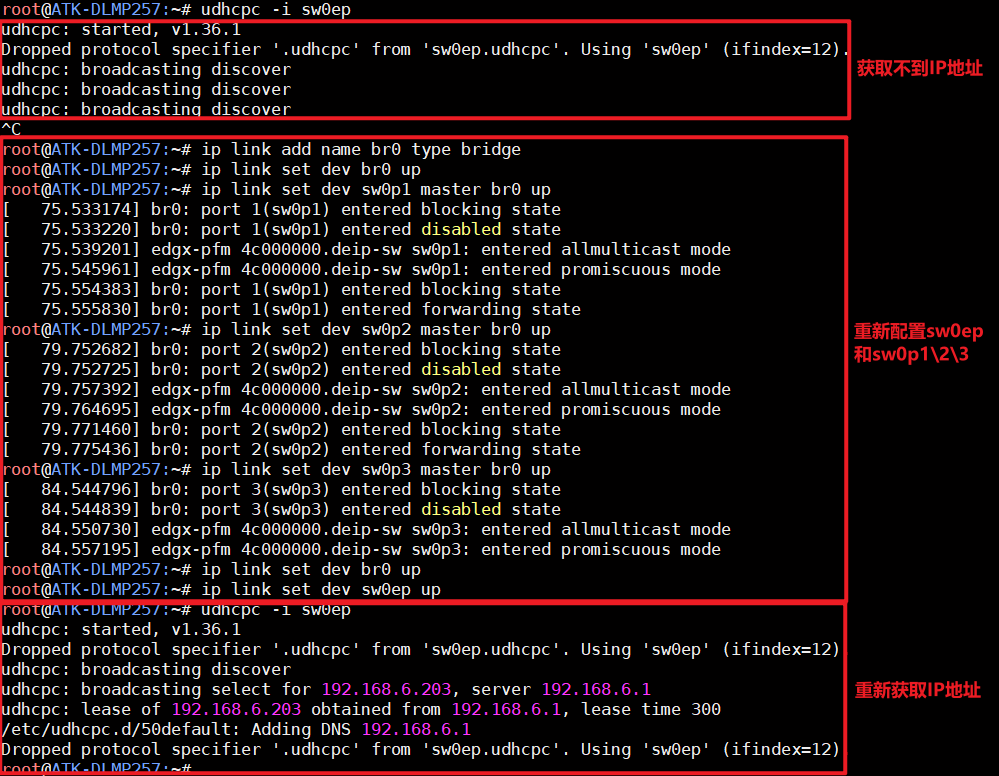 root@ATK-DLMP257:~# udhcpc -i sw0ep
udhcpc: started, v1.36.1
Dropped protocol specifier '.udhcpc' from 'sw0ep.udhcpc'. Using 'sw0ep' (ifindex=12).
udhcpc: broadcasting discover
udhcpc: broadcasting discover
udhcpc: broadcasting discover
获取不到IP地址
^C
root@ATK-DLMP257:~# ip link add name br0 type bridge
root@ATK-DLMP257:~# ip link set dev br0 up
root@ATK-DLMP257:~# ip link set dev sw0p1 master br0 up
[   75.533174] br0: port 1(sw0p1) entered blocking state
[   75.533220] br0: port 1(sw0p1) entered disabled state
[   75.539201] edgx-pfm 4c000000.deip-sw sw0p1: entered allmulticast mode
[   75.545961] edgx-pfm 4c000000.deip-sw sw0p1: entered promiscuous mode
[   75.554383] br0: port 1(sw0p1) entered blocking state
[   75.555830] br0: port 1(sw0p1) entered forwarding state
root@ATK-DLMP257:~# ip link set dev sw0p2 master br0 up
[   79.752682] br0: port 2(sw0p2) entered blocking state
[   79.752725] br0: port 2(sw0p2) entered disabled state
[   79.757392] edgx-pfm 4c000000.deip-sw sw0p2: entered allmulticast mode
[   79.764695] edgx-pfm 4c000000.deip-sw sw0p2: entered promiscuous mode
[   79.771460] br0: port 2(sw0p2) entered blocking state
[   79.775436] br0: port 2(sw0p2) entered forwarding state
root@ATK-DLMP257:~# ip link set dev sw0p3 master br0 up
[   84.544796] br0: port 3(sw0p3) entered blocking state
[   84.544839] br0: port 3(sw0p3) entered disabled state
[   84.550730] edgx-pfm 4c000000.deip-sw sw0p3: entered allmulticast mode
[   84.557195] edgx-pfm 4c000000.deip-sw sw0p3: entered promiscuous mode
root@ATK-DLMP257:~# ip link set dev br0 up
root@ATK-DLMP257:~# ip link set dev sw0ep up
重新配置sw0ep
和sw0p1\2\3
root@ATK-DLMP257:~# udhcpc -i sw0ep
udhcpc: started, v1.36.1
Dropped protocol specifier '.udhcpc' from 'sw0ep.udhcpc'. Using 'sw0ep' (ifindex=12)
udhcpc: broadcasting discover
udhcpc: broadcasting select for 192.168.6.203, server 192.168.6.1
udhcpc: lease of 192.168.6.203 obtained from 192.168.6.1, lease time 300
/etc/udhcpc.d/50default: Adding DNS 192.168.6.1
Dropped protocol specifier '.udhcpc' from 'sw0ep.udhcpc'. Using 'sw0ep' (ifindex=12)
root@ATK-DLMP257:~#
重新获取IP地址